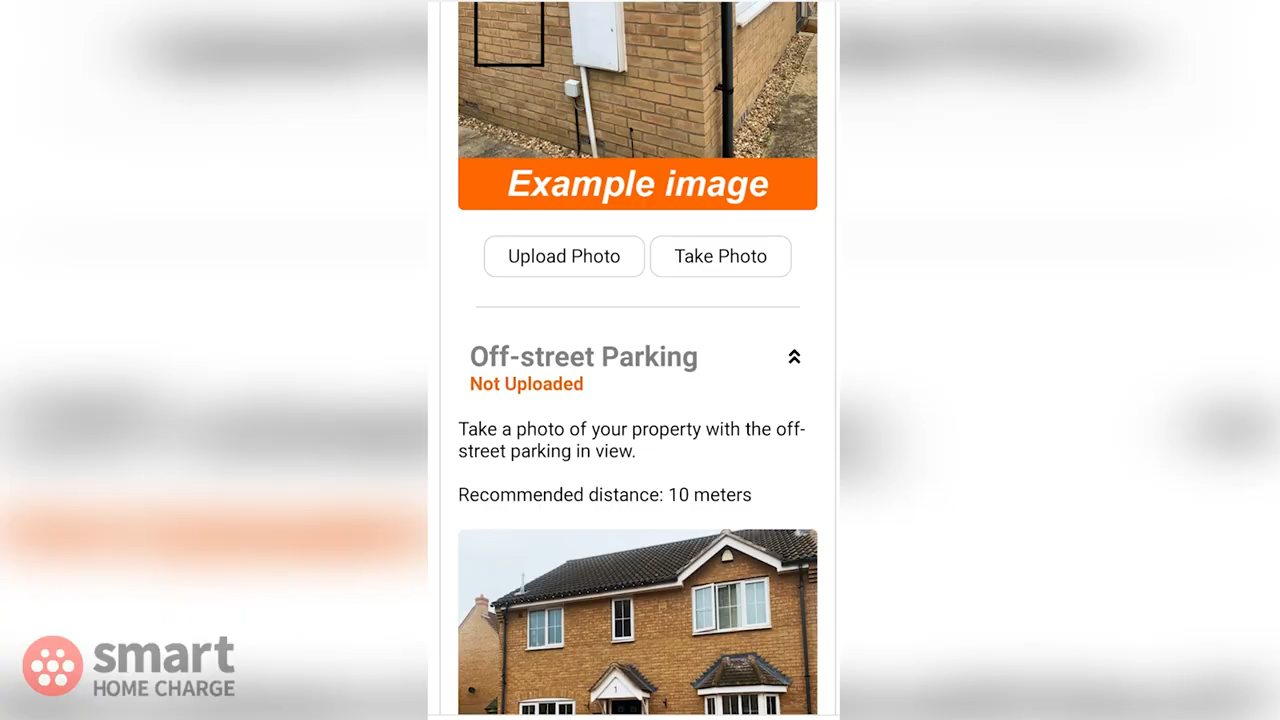 Example image
Upload Photo
Take Photo
Off-street Parking
Not Uploaded
Take a photo of your property with the off-
street parking in view.
Recommended distance: 10 meters
1
smart
HOME CHARGE